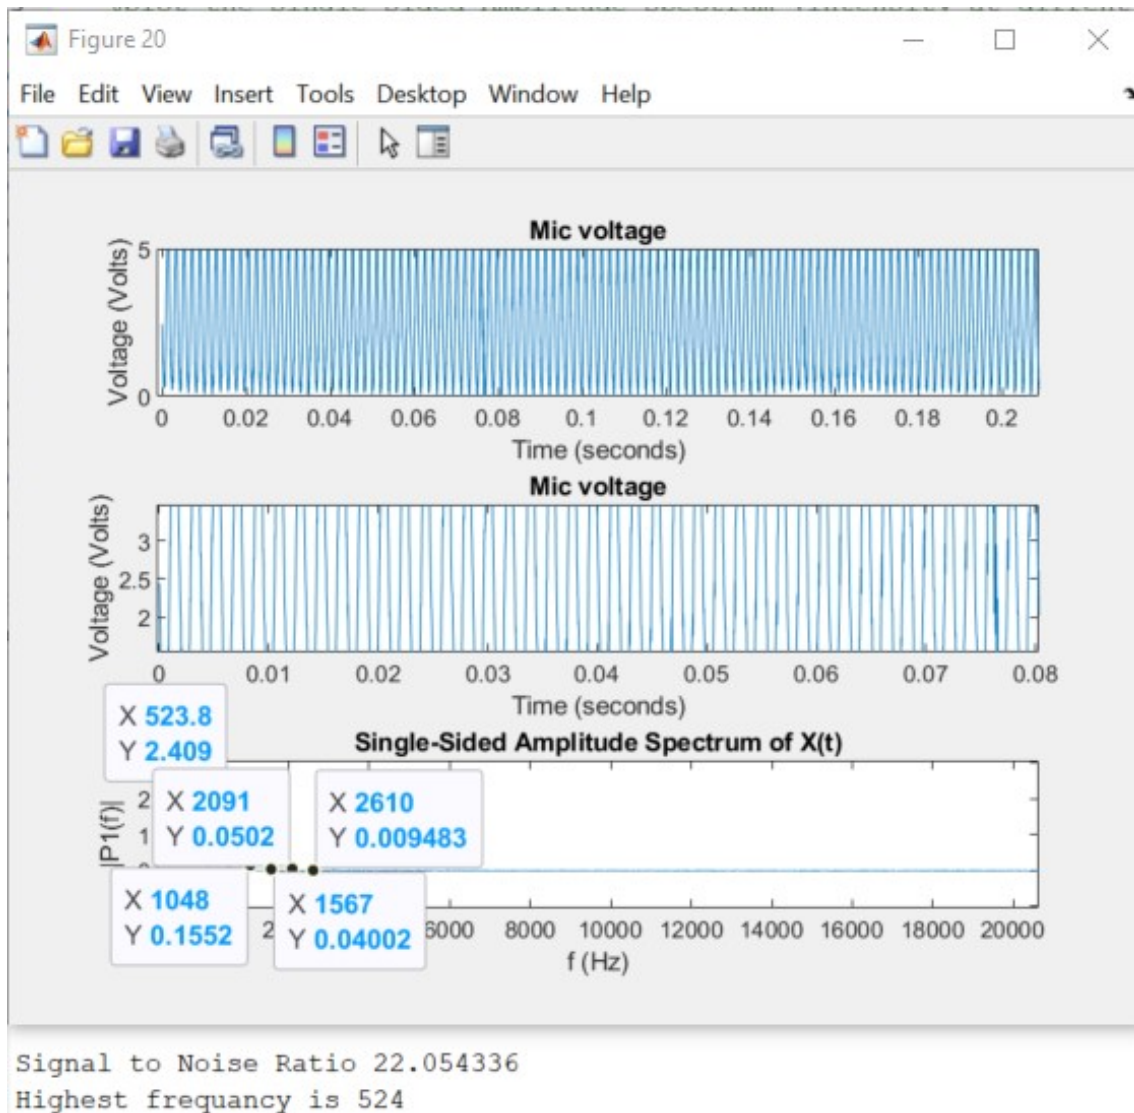 Figure 20
File Edit View Insert Tools Desktop Window Help
Mic voltage
Voltage (Volts)
5
0
0 0.02 0.04 0.06 0.08 0.1 0.12 0.14 0.16 0.18 0.2
Time (seconds)
Mic voltage
Voltage (Volts)
3
2.5
2
0 0.01 0.02 0.03 0.04 0.05 0.06 0.07 0.08
Time (seconds)
X 523.8
Y 2.409
Single-Sided Amplitude Spectrum of X(t)
|P1(f)|
2
1
X 2091
Y 0.0502
X 2610
Y 0.009483
X 1048
Y 0.1552
X 1567
Y 0.04002
2 6000 8000 10000 12000 14000 16000 18000 20000
f (Hz)
Signal to Noise Ratio 22.054336
Highest frequancy is 524